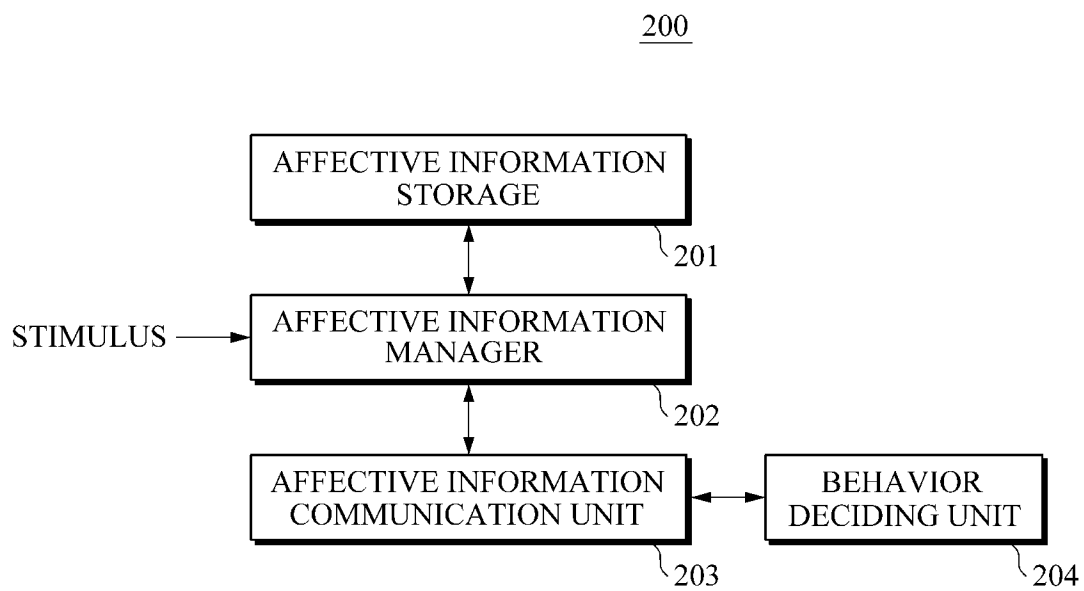 200
AFFECTIVE INFORMATION
STORAGE
201
STIMULUS
AFFECTIVE INFORMATION
MANAGER
202
AFFECTIVE INFORMATION
COMMUNICATION UNIT
203
BEHAVIOR
DECIDING UNIT
204